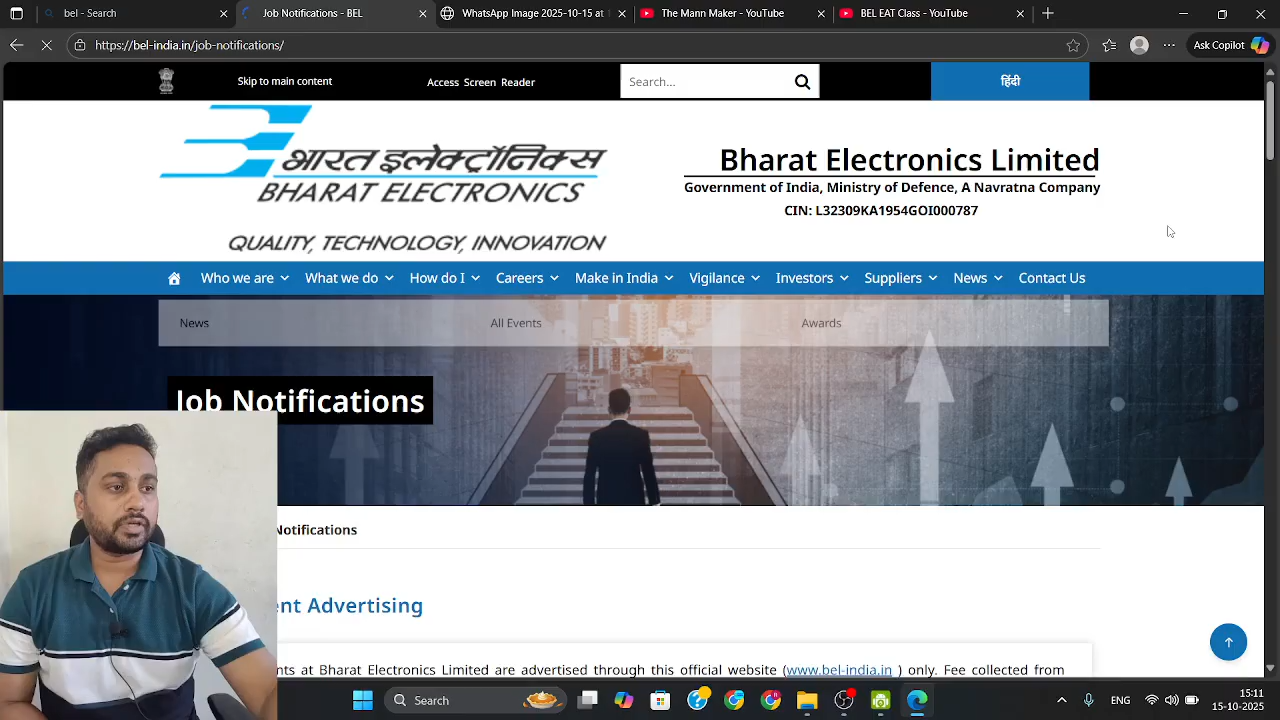 bel - Search
Job Notifications - BEL
WhatsApp Image 2025-10-15 at 1
The Mann Maker - YouTube
BEL EAT Class - YouTube
https://bel-india.in/job-notifications/
Ask Copilot
Skip to main content
Access Screen Reader
Search...
हिंदी
भारत इलेक्ट्रॉनिक्स
BHARAT ELECTRONICS
QUALITY, TECHNOLOGY, INNOVATION
Bharat Electronics Limited
Government of India, Ministry of Defence, A Navratna Company
CIN: L32309KA1954GOI000787
Who we are
What we do
How do I
Careers
Make in India
Vigilance
Investors
Suppliers
News
Contact Us
News
All Events
Awards
Job Notifications
Notifications
Advertising
at Bharat Electronics Limited are advertised through this official website (www.bel-india.in ) only. Fee collected from
Search
ENG
15:11
15-10-2025